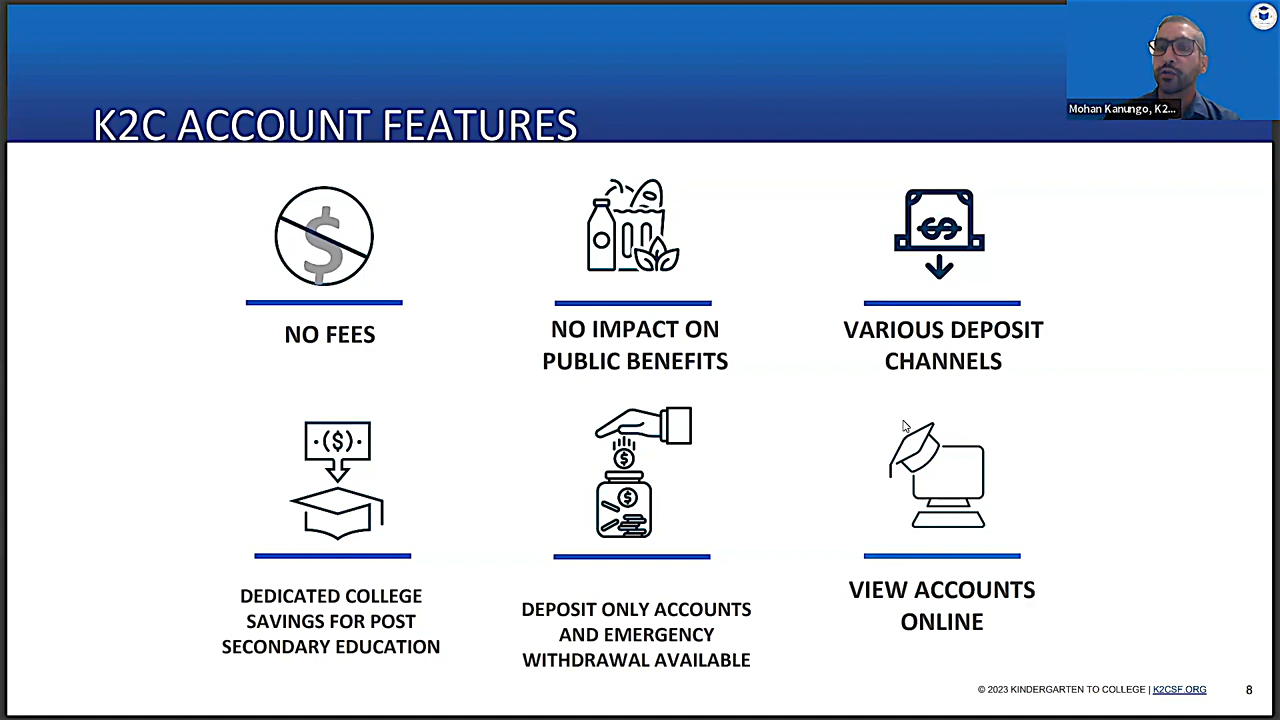 Mohan Kanungo, K2...
K2C ACCOUNT FEATURES
NO FEES
NO IMPACT ON
PUBLIC BENEFITS
VARIOUS DEPOSIT
CHANNELS
DEDICATED COLLEGE
SAVINGS FOR POST
SECONDARY EDUCATION
DEPOSIT ONLY ACCOUNTS
AND EMERGENCY
WITHDRAWAL AVAILABLE
VIEW ACCOUNTS
ONLINE
© 2023 KINDERGARTEN TO COLLEGE | K2CSF.ORG
8